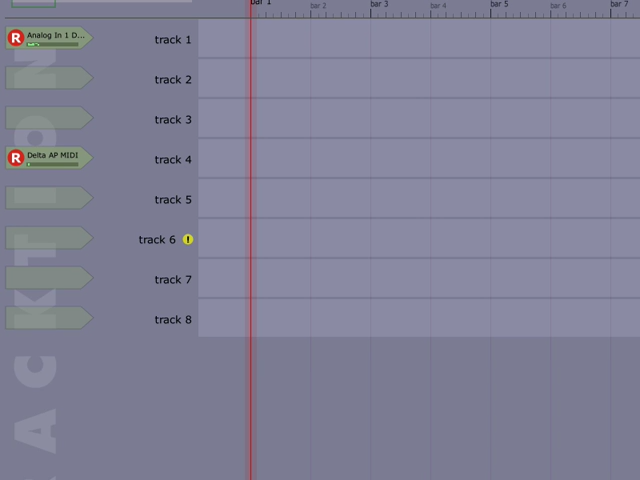 bar 1
bar 2
bar 3
bar 4
bar 5
bar 6
bar 7
R Analog In 1 D... track 1
track 2
track 3
R Delta AP MIDI track 4
track 5
track 6 !
track 7
track 8